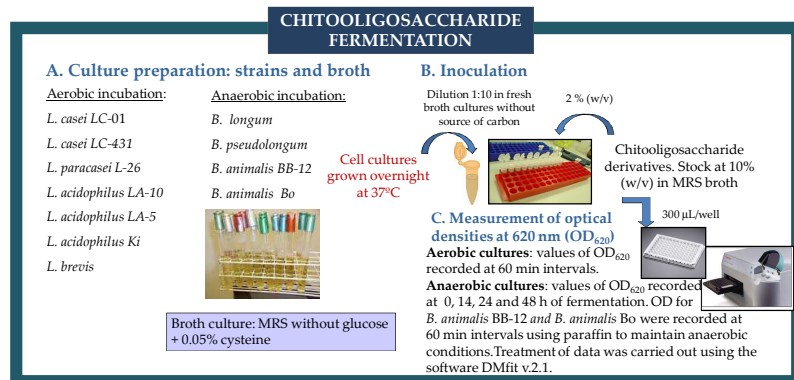 CHITOOLIGOSACCHARIDE
FERMENTATION
A. Culture preparation: strains and broth
Aerobic incubation:
L. casei LC-01
L. casei LC-431
L. paracasei L-26
L. acidophilus LA-10
L. acidophilus LA-5
L. acidophilus Ki
L. brevis
Anaerobic incubation:
B. longum
B. pseudolongum
B. animalis BB-12
B. animalis Bo
Broth culture: MRS without glucose
+ 0.05% cysteine
Cell cultures
grown overnight
at 37ºC
B. Inoculation
Dilution 1:10 in fresh
broth cultures without
source of carbon
2 % (w/v)
Chitooligosaccharide
derivatives. Stock at 10%
(w/v) in MRS broth
300 µL/well
C. Measurement of optical
densities at 620 nm (OD620)
Aerobic cultures: values of OD620
recorded at 60 min intervals.
Anaerobic cultures: values of OD620 recorded
at 0, 14, 24 and 48 h of fermentation. OD for
B. animalis BB-12 and B. animalis Bo were recorded at
60 min intervals using paraffin to maintain anaerobic
conditions.Treatment of data was carried out using the
software DMfit v.2.1.